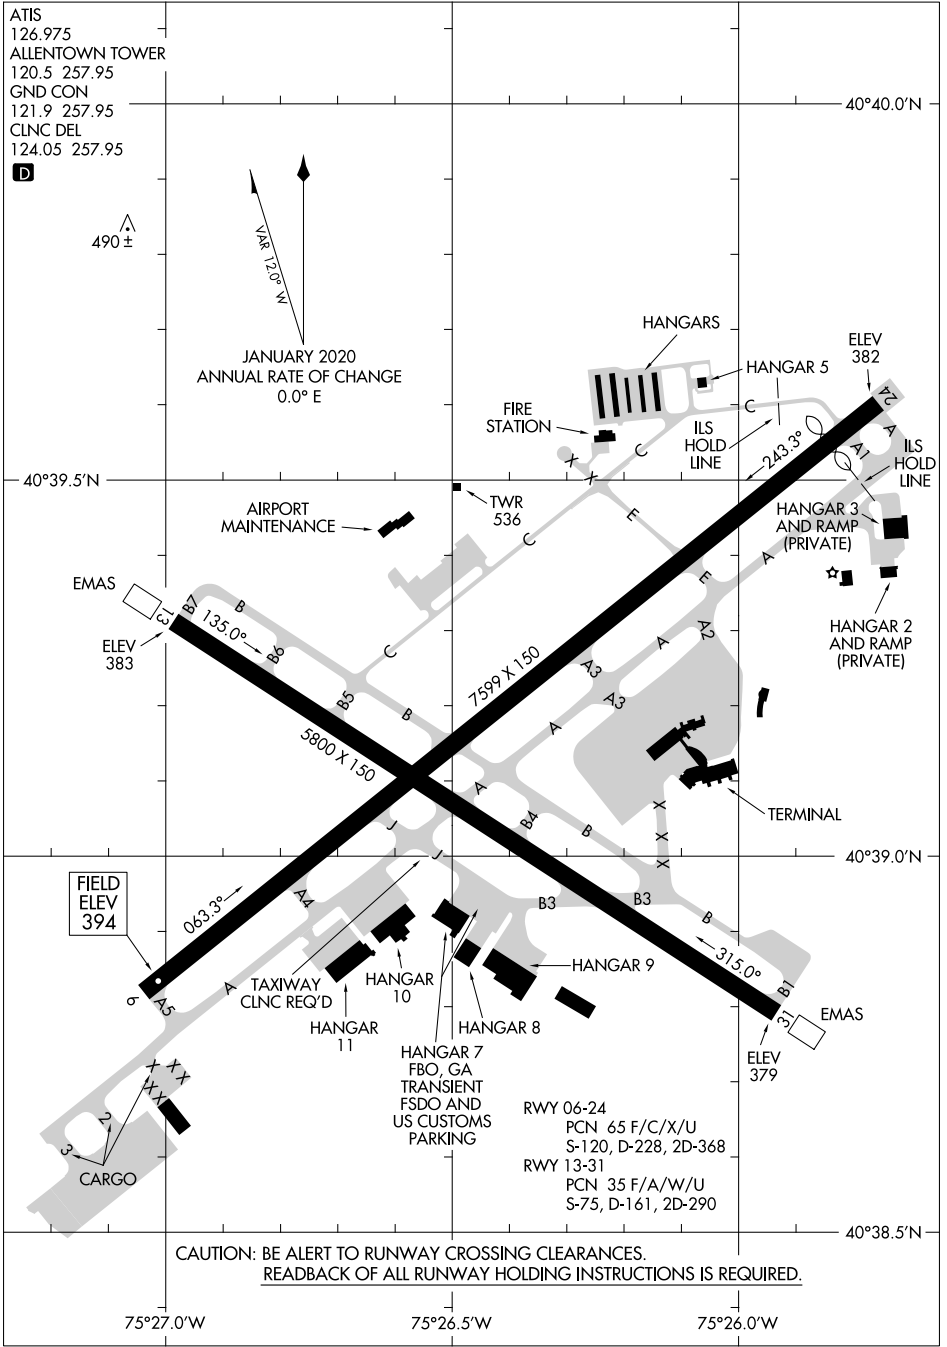 ATIS
126.975
ALLENTOWN TOWER
120.5 257.95
GND CON
121.9 257.95
CLNC DEL
124.05 257.95
D
40°40.0'N
490 ±
VAR 12.0° W
JANUARY 2020
ANNUAL RATE OF CHANGE
0.0° E
HANGARS
HANGAR 5
ELEV
382
24
C
A
FIRE
STATION
ILS
HOLD
LINE
243.3°
A1
ILS
HOLD
LINE
C
X
X
40°39.5'N
TWR
536
AIRPORT
MAINTENANCE
HANGAR 3
AND RAMP
(PRIVATE)
E
C
A
E
EMAS
13
B7
B
135.0°
B6
ELEV
383
C
A2
A
HANGAR 2
AND RAMP
(PRIVATE)
7599 X 150
A3
A3
B5
B
A
5800 X 150
A
B4
B
TERMINAL
X
X
X
J
J
40°39.0'N
FIELD
ELEV
394
063.3°
A4
B3
B3
B
315.0°
B1
31
EMAS
6
A5
A
TAXIWAY
CLNC REQ'D
HANGAR
10
HANGAR
11
HANGAR 9
HANGAR 8
ELEV
379
HANGAR 7
FBO, GA
TRANSIENT
FSDO AND
US CUSTOMS
PARKING
X
X
X
X
X
2
3
CARGO
RWY 06-24
PCN 65 F/C/X/U
S-120, D-228, 2D-368
RWY 13-31
PCN 35 F/A/W/U
S-75, D-161, 2D-290
40°38.5'N
CAUTION: BE ALERT TO RUNWAY CROSSING CLEARANCES.
READBACK OF ALL RUNWAY HOLDING INSTRUCTIONS IS REQUIRED.
75°27.0'W
75°26.5'W
75°26.0'W